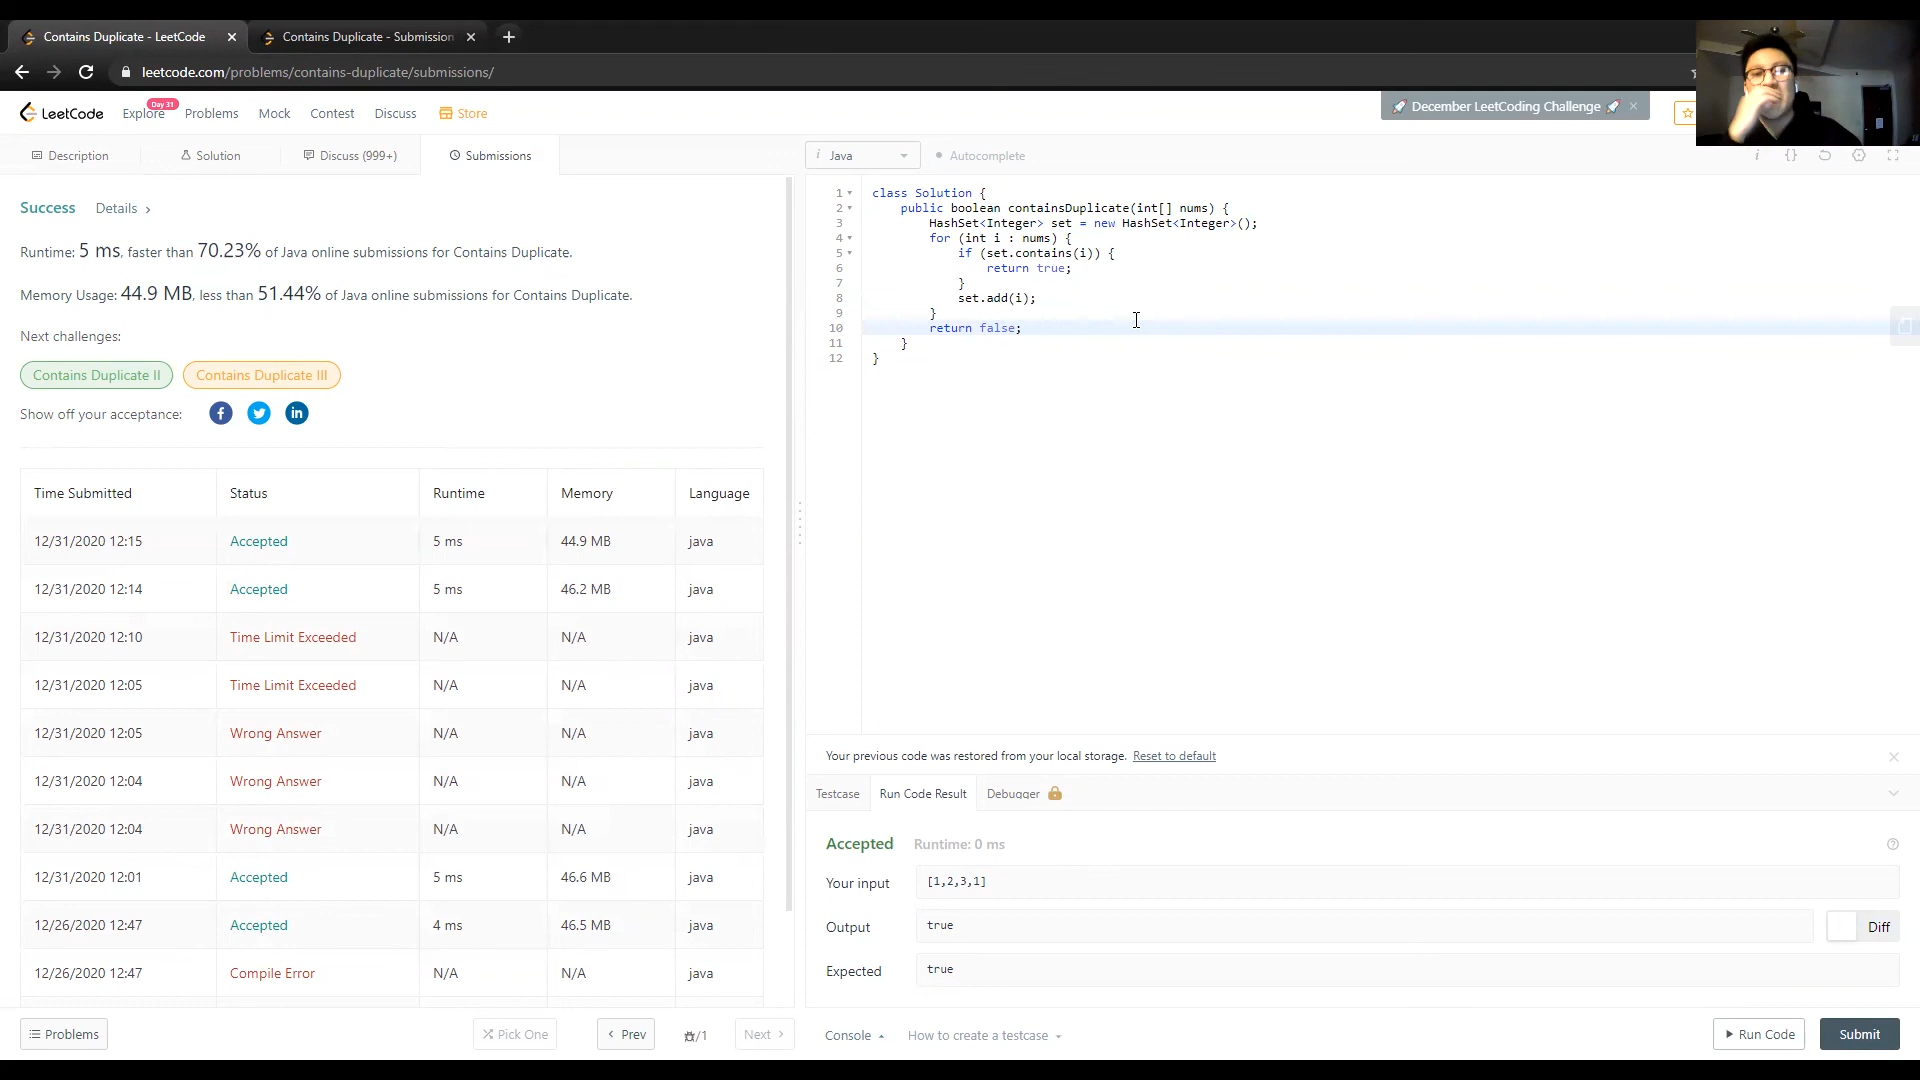 Contains Duplicate - LeetCode
Contains Duplicate - Submission
leetcode.com/problems/contains-duplicate/submissions/
LeetCode
Explore
Day 31
Problems
Mock
Contest
Discuss
Store
December LeetCoding Challenge
Description
Solution
Discuss (999+)
Submissions
i Java
Autocomplete
Success
Details
Runtime: 5 ms, faster than 70.23% of Java online submissions for Contains Duplicate.
Memory Usage: 44.9 MB, less than 51.44% of Java online submissions for Contains Duplicate.
Next challenges:
Contains Duplicate II
Contains Duplicate III
Show off your acceptance:
Time Submitted Status Runtime Memory Language
12/31/2020 12:15 Accepted 5 ms 44.9 MB java
12/31/2020 12:14 Accepted 5 ms 46.2 MB java
12/31/2020 12:10 Time Limit Exceeded N/A N/A java
12/31/2020 12:05 Time Limit Exceeded N/A N/A java
12/31/2020 12:05 Wrong Answer N/A N/A java
12/31/2020 12:04 Wrong Answer N/A N/A java
12/31/2020 12:04 Wrong Answer N/A N/A java
12/31/2020 12:01 Accepted 5 ms 46.6 MB java
12/26/2020 12:47 Accepted 4 ms 46.5 MB java
12/26/2020 12:47 Compile Error N/A N/A java
Problems
Pick One
Prev
/1
Next
1 class Solution {
2 public boolean containsDuplicate(int[] nums) {
3 HashSet<Integer> set = new HashSet<Integer>();
4 for (int i : nums) {
5 if (set.contains(i)) {
6 return true;
7 }
8 set.add(i);
9 }
10 return false;
11 }
12 }
Your previous code was restored from your local storage. Reset to default
Testcase
Run Code Result
Debugger
Accepted Runtime: 0 ms
Your input [1,2,3,1]
Output true
Diff
Expected true
Console
How to create a testcase
Run Code
Submit